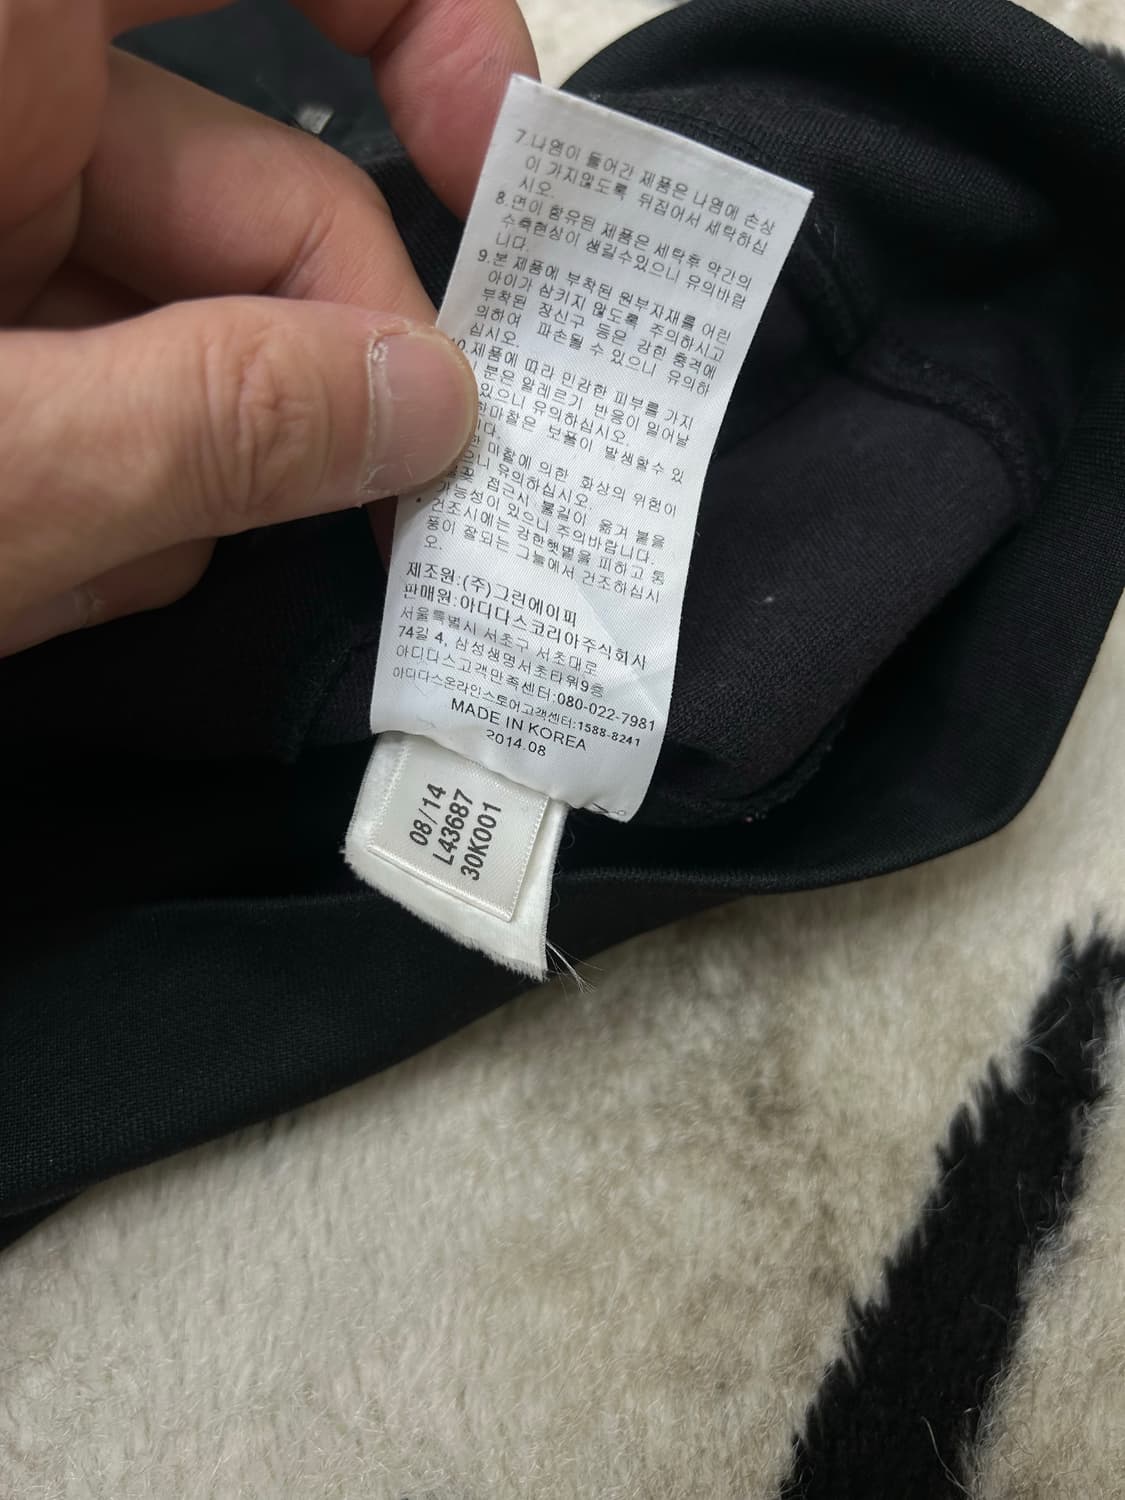 7.나염이 들어간 제품은 나염에 손상
이 가지않도록 뒤집어서 세탁하십
시오.
8.면이 함유된 제품은 세탁후 약간의
수축현상이 생길수있으니 유의바랍
니다.
9.본 제품에 부착된 원부자재를 어린
아이가 삼키지 않도록 주의하시고
부착된 장신구 등은 강한 충격에
의하여 파손될 수 있으니 유의하
십시오.
제품에 따라 민감한 피부를 가지
분은 알레르기 반응이 일어날
있으니 유의하십시오.
한마찰은 보풀이 발생할수 있
니다.
마찰에 의한 화상의 위험이
으니 유의하십시오.
접근시 불길이 옮겨 붙을
가능성이 있으니 주의바랍니다.
건조시에는 강한햇볕을 피하고 통
풍이 잘되는 그늘에서 건조하십시
오.
제조원:(주)그린에이피
판매원:아디다스코리아주식회사
서울특별시 서초구 서초대로
74길 4, 삼성생명서초타워9층
아디다스고객만족센터:080-022-7981
아디다스온라인스토어고객센터:1588-8241
MADE IN KOREA
2014.08
08/14
L43687
30K001